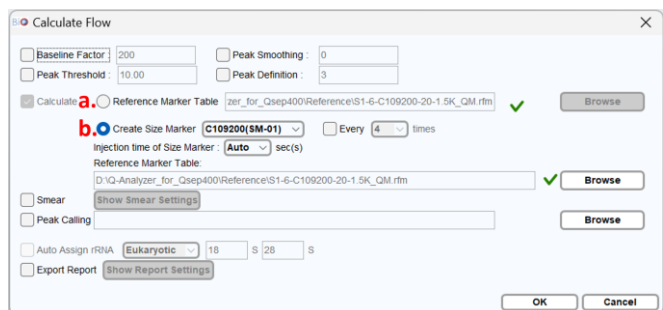 BiO Calculate Flow
Baseline Factor : 200 Peak Smoothing : 0
Peak Threshold : 10.00 Peak Definition : 3
Calculate a. Reference Marker Table zer_for_Qsep400\Reference\S1-6-C109200-20-1.5K_QM.rfm Browse
b. Create Size Marker C109200(SM-01) Every 4 times
Injection time of Size Marker : Auto sec(s)
Reference Marker Table:
D:\Q-Analyzer_for_Qsep400\Reference\S1-6-C109200-20-1.5K_QM.rfm Browse
Smear Show Smear Settings
Peak Calling Browse
Auto Assign rRNA Eukaryotic 18 S 28 S
Export Report Show Report Settings
OK Cancel